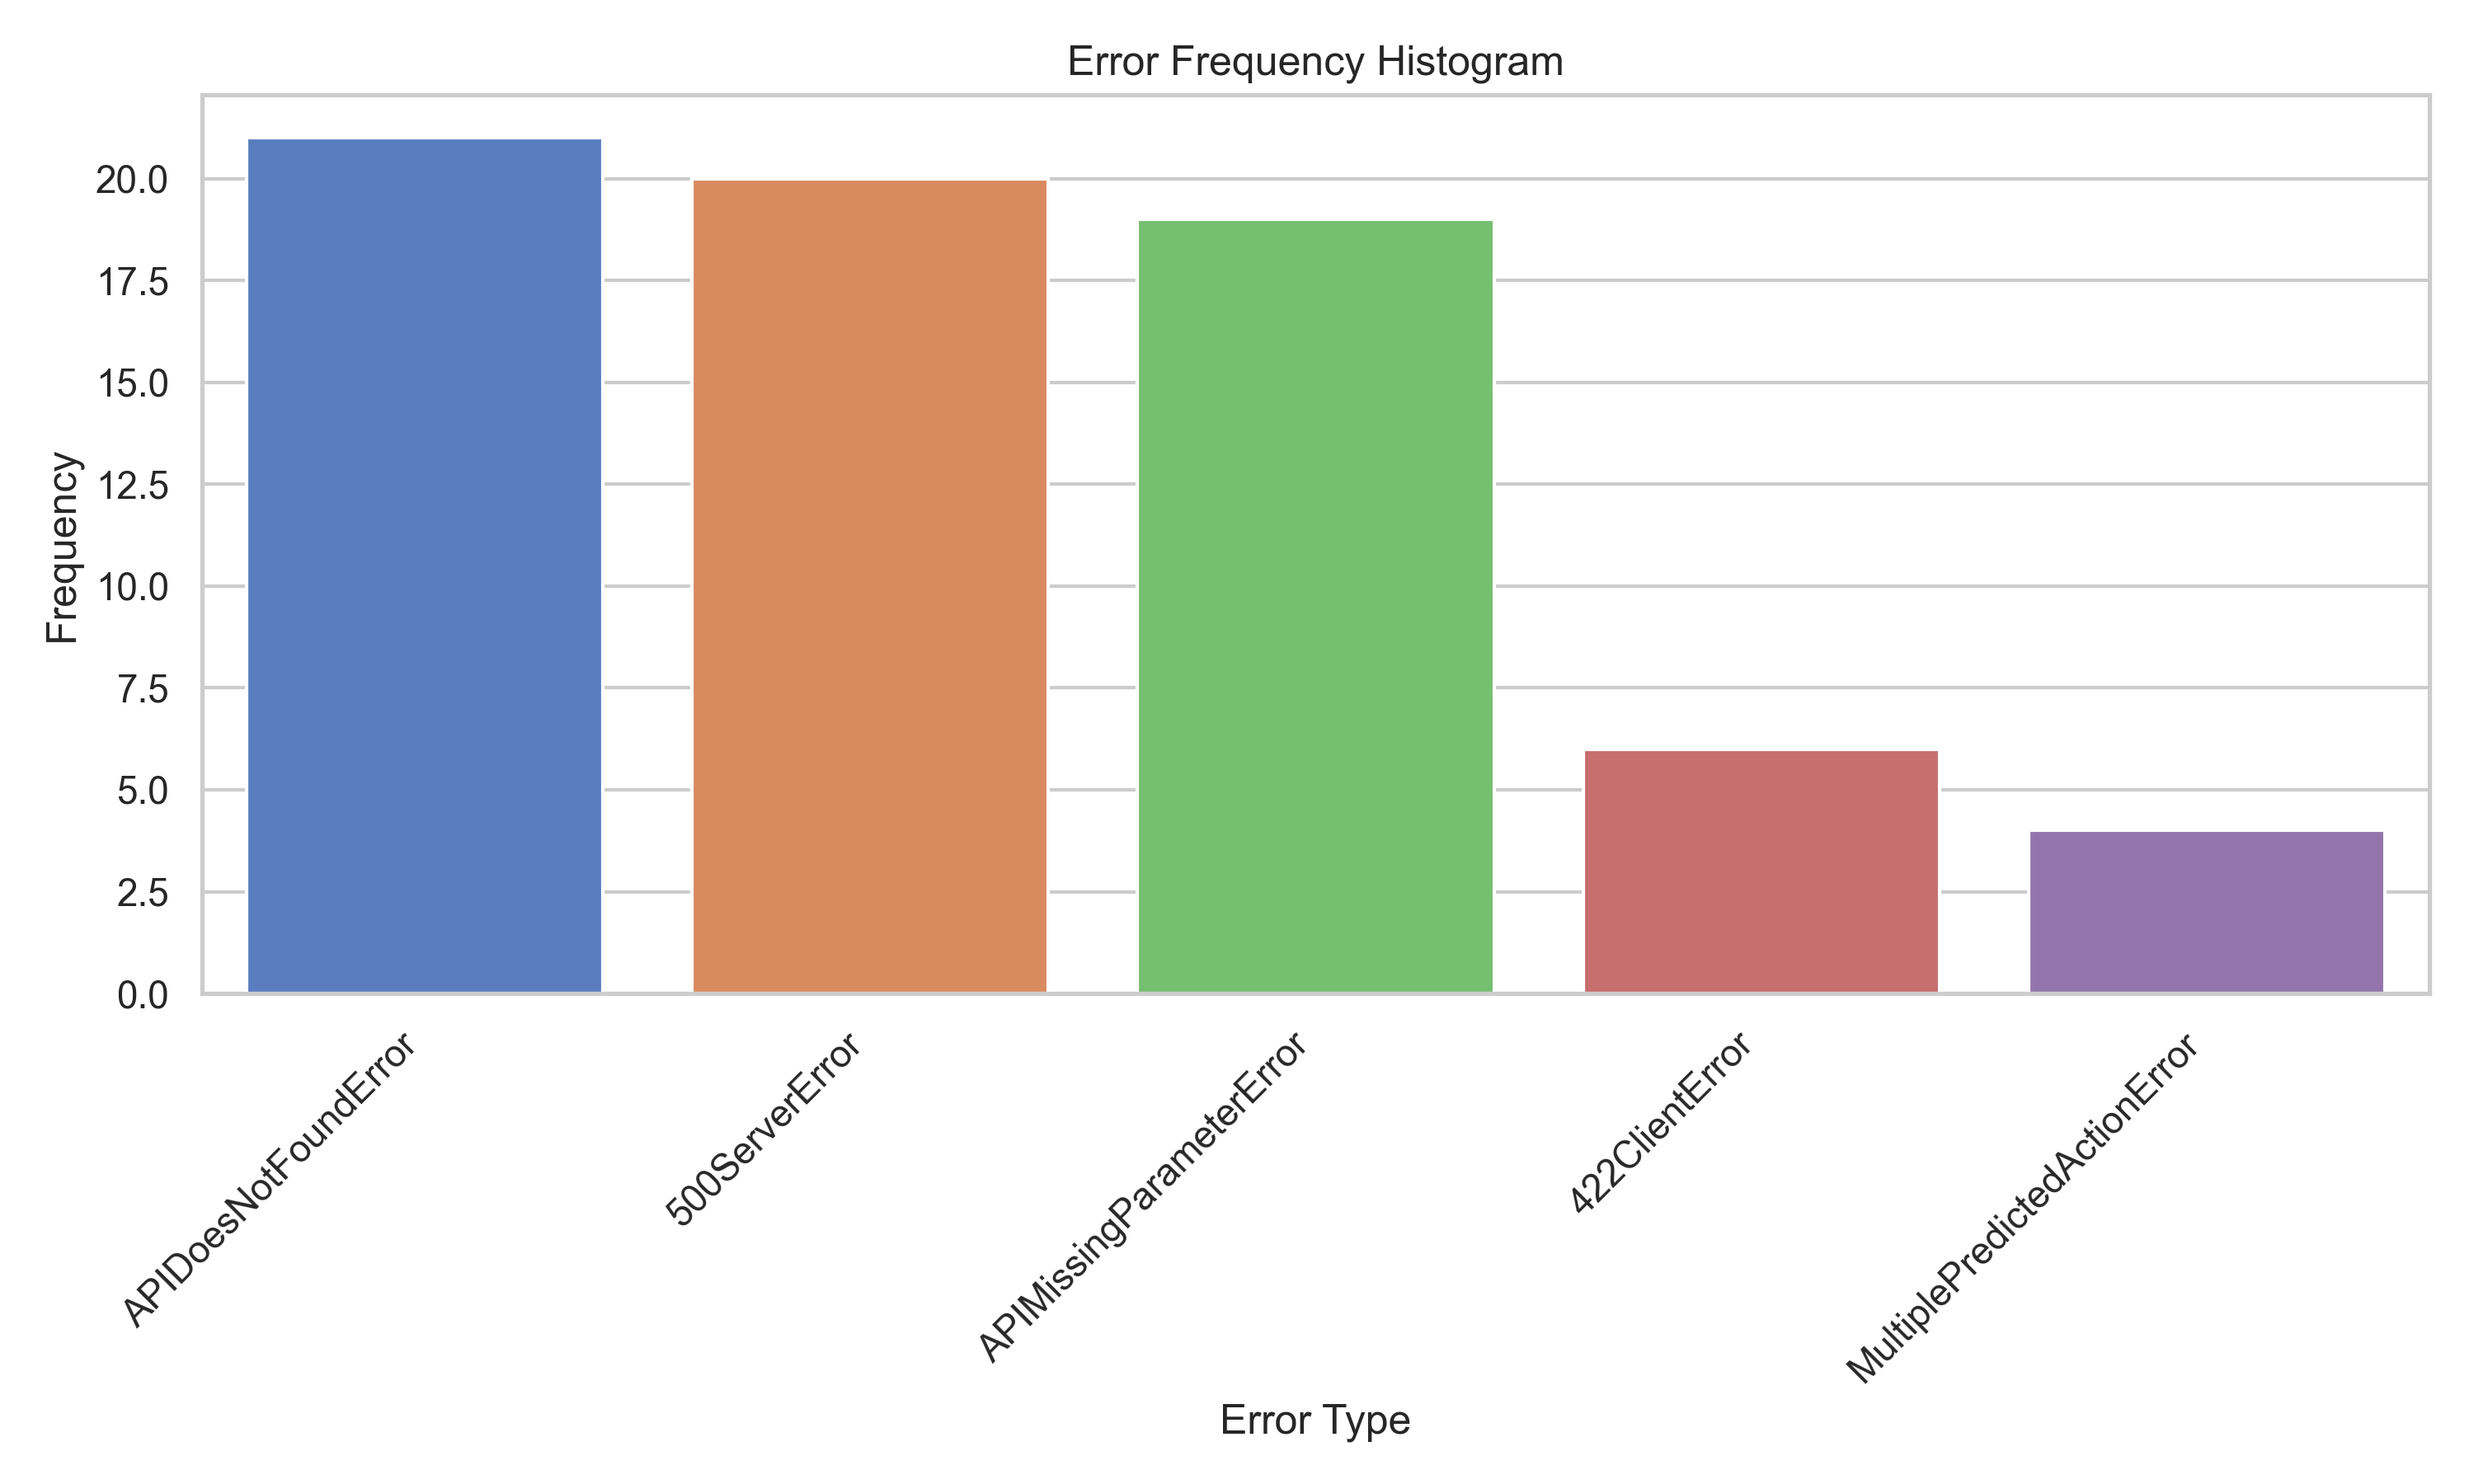 Error Frequency Histogram
Frequency
20.0
17.5
15.0
12.5
10.0
7.5
5.0
2.5
0.0
APIDoesNotFoundError
500ServerError
APIMissingParameterError
422ClientError
MultiplePredictedActionError
Error Type